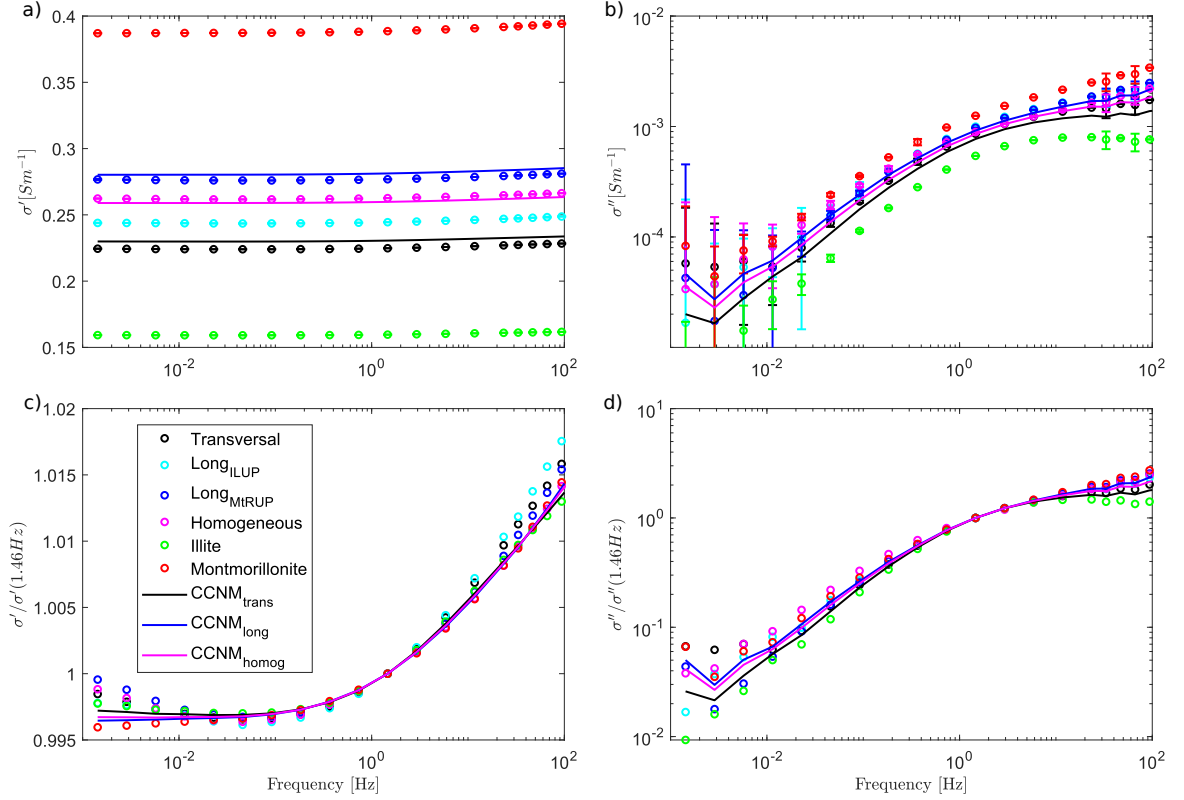 a)
0.4
0.35
0.3
0.25
0.2
0.15
σ′[Sm⁻¹]
10⁻² 10⁰ 10²
b)
10⁻²
10⁻³
10⁻⁴
σ″[Sm⁻¹]
10⁻² 10⁰ 10²
c)
1.02
1.015
1.01
1.005
1
0.995
σ′/σ′(1.46Hz)
Transversal
Long_ILUP
Long_MtRUP
Homogeneous
Illite
Montmorillonite
CCNM_trans
CCNM_long
CCNM_homog
10⁻² 10⁰ 10²
Frequency [Hz]
d)
10¹
10⁰
10⁻¹
10⁻²
σ″/σ″(1.46Hz)
10⁻² 10⁰ 10²
Frequency [Hz]